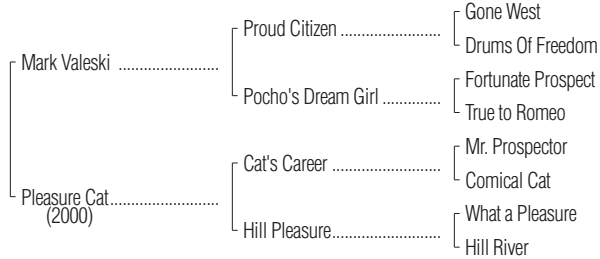 Gone West
Proud Citizen ....................
Drums Of Freedom
Mark Valeski ....................
Fortunate Prospect
Pocho's Dream Girl ............
True to Romeo
Mr. Prospector
Cat's Career ......................
Comical Cat
Pleasure Cat......................
(2000)
What a Pleasure
Hill Pleasure......................
Hill River